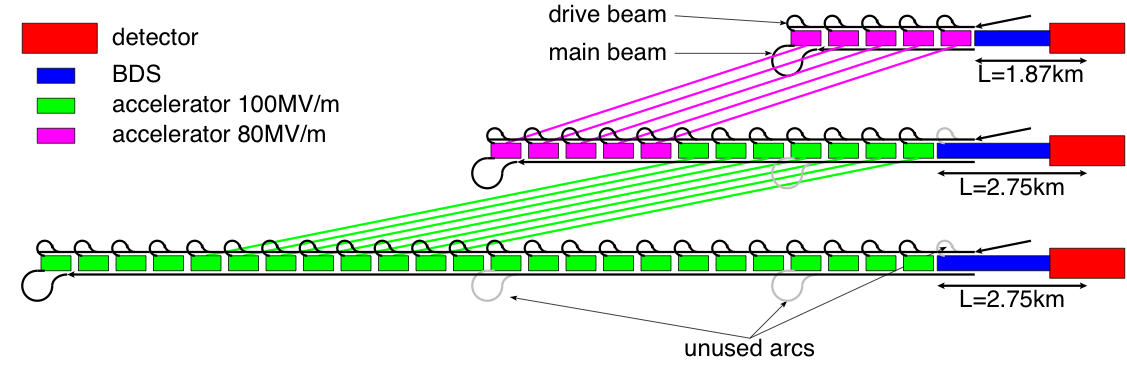 drive beam
main beam
detector
BDS
accelerator 100MV/m
accelerator 80MV/m
L=1.87km
L=2.75km
L=2.75km
unused arcs